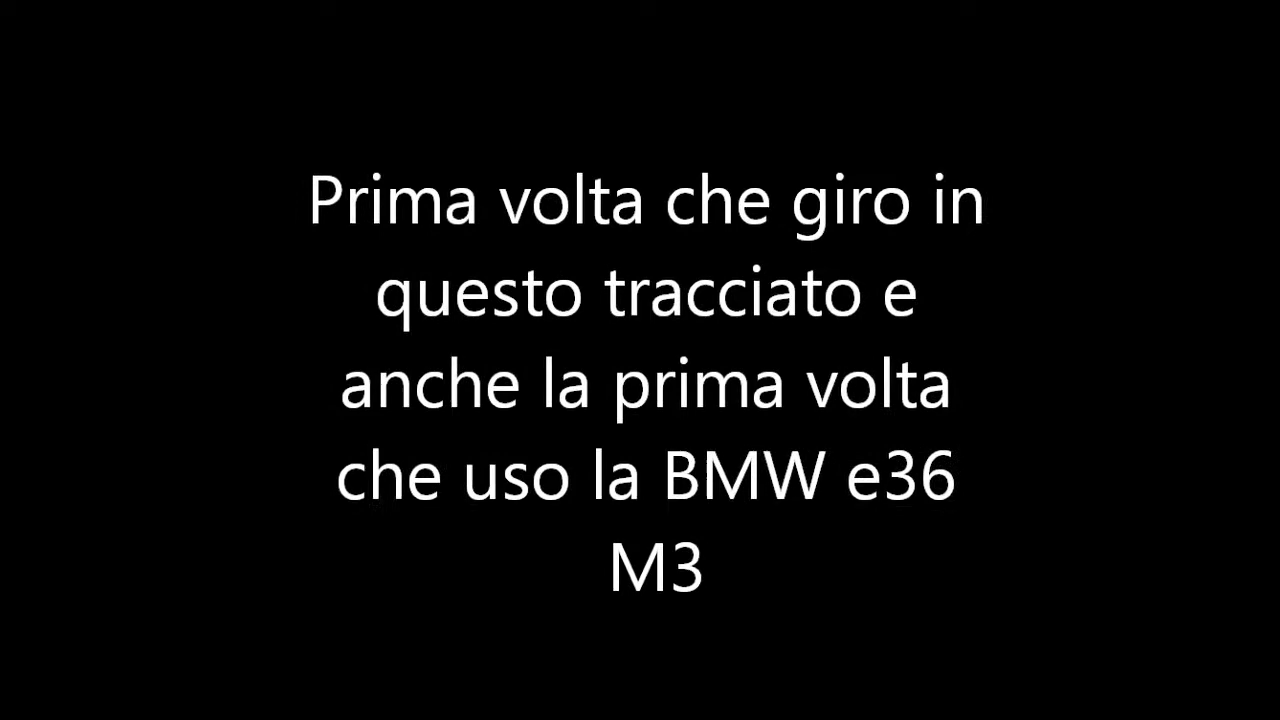 Prima volta che giro in
questo tracciato e
anche la prima volta
che uso la BMW e36
M3